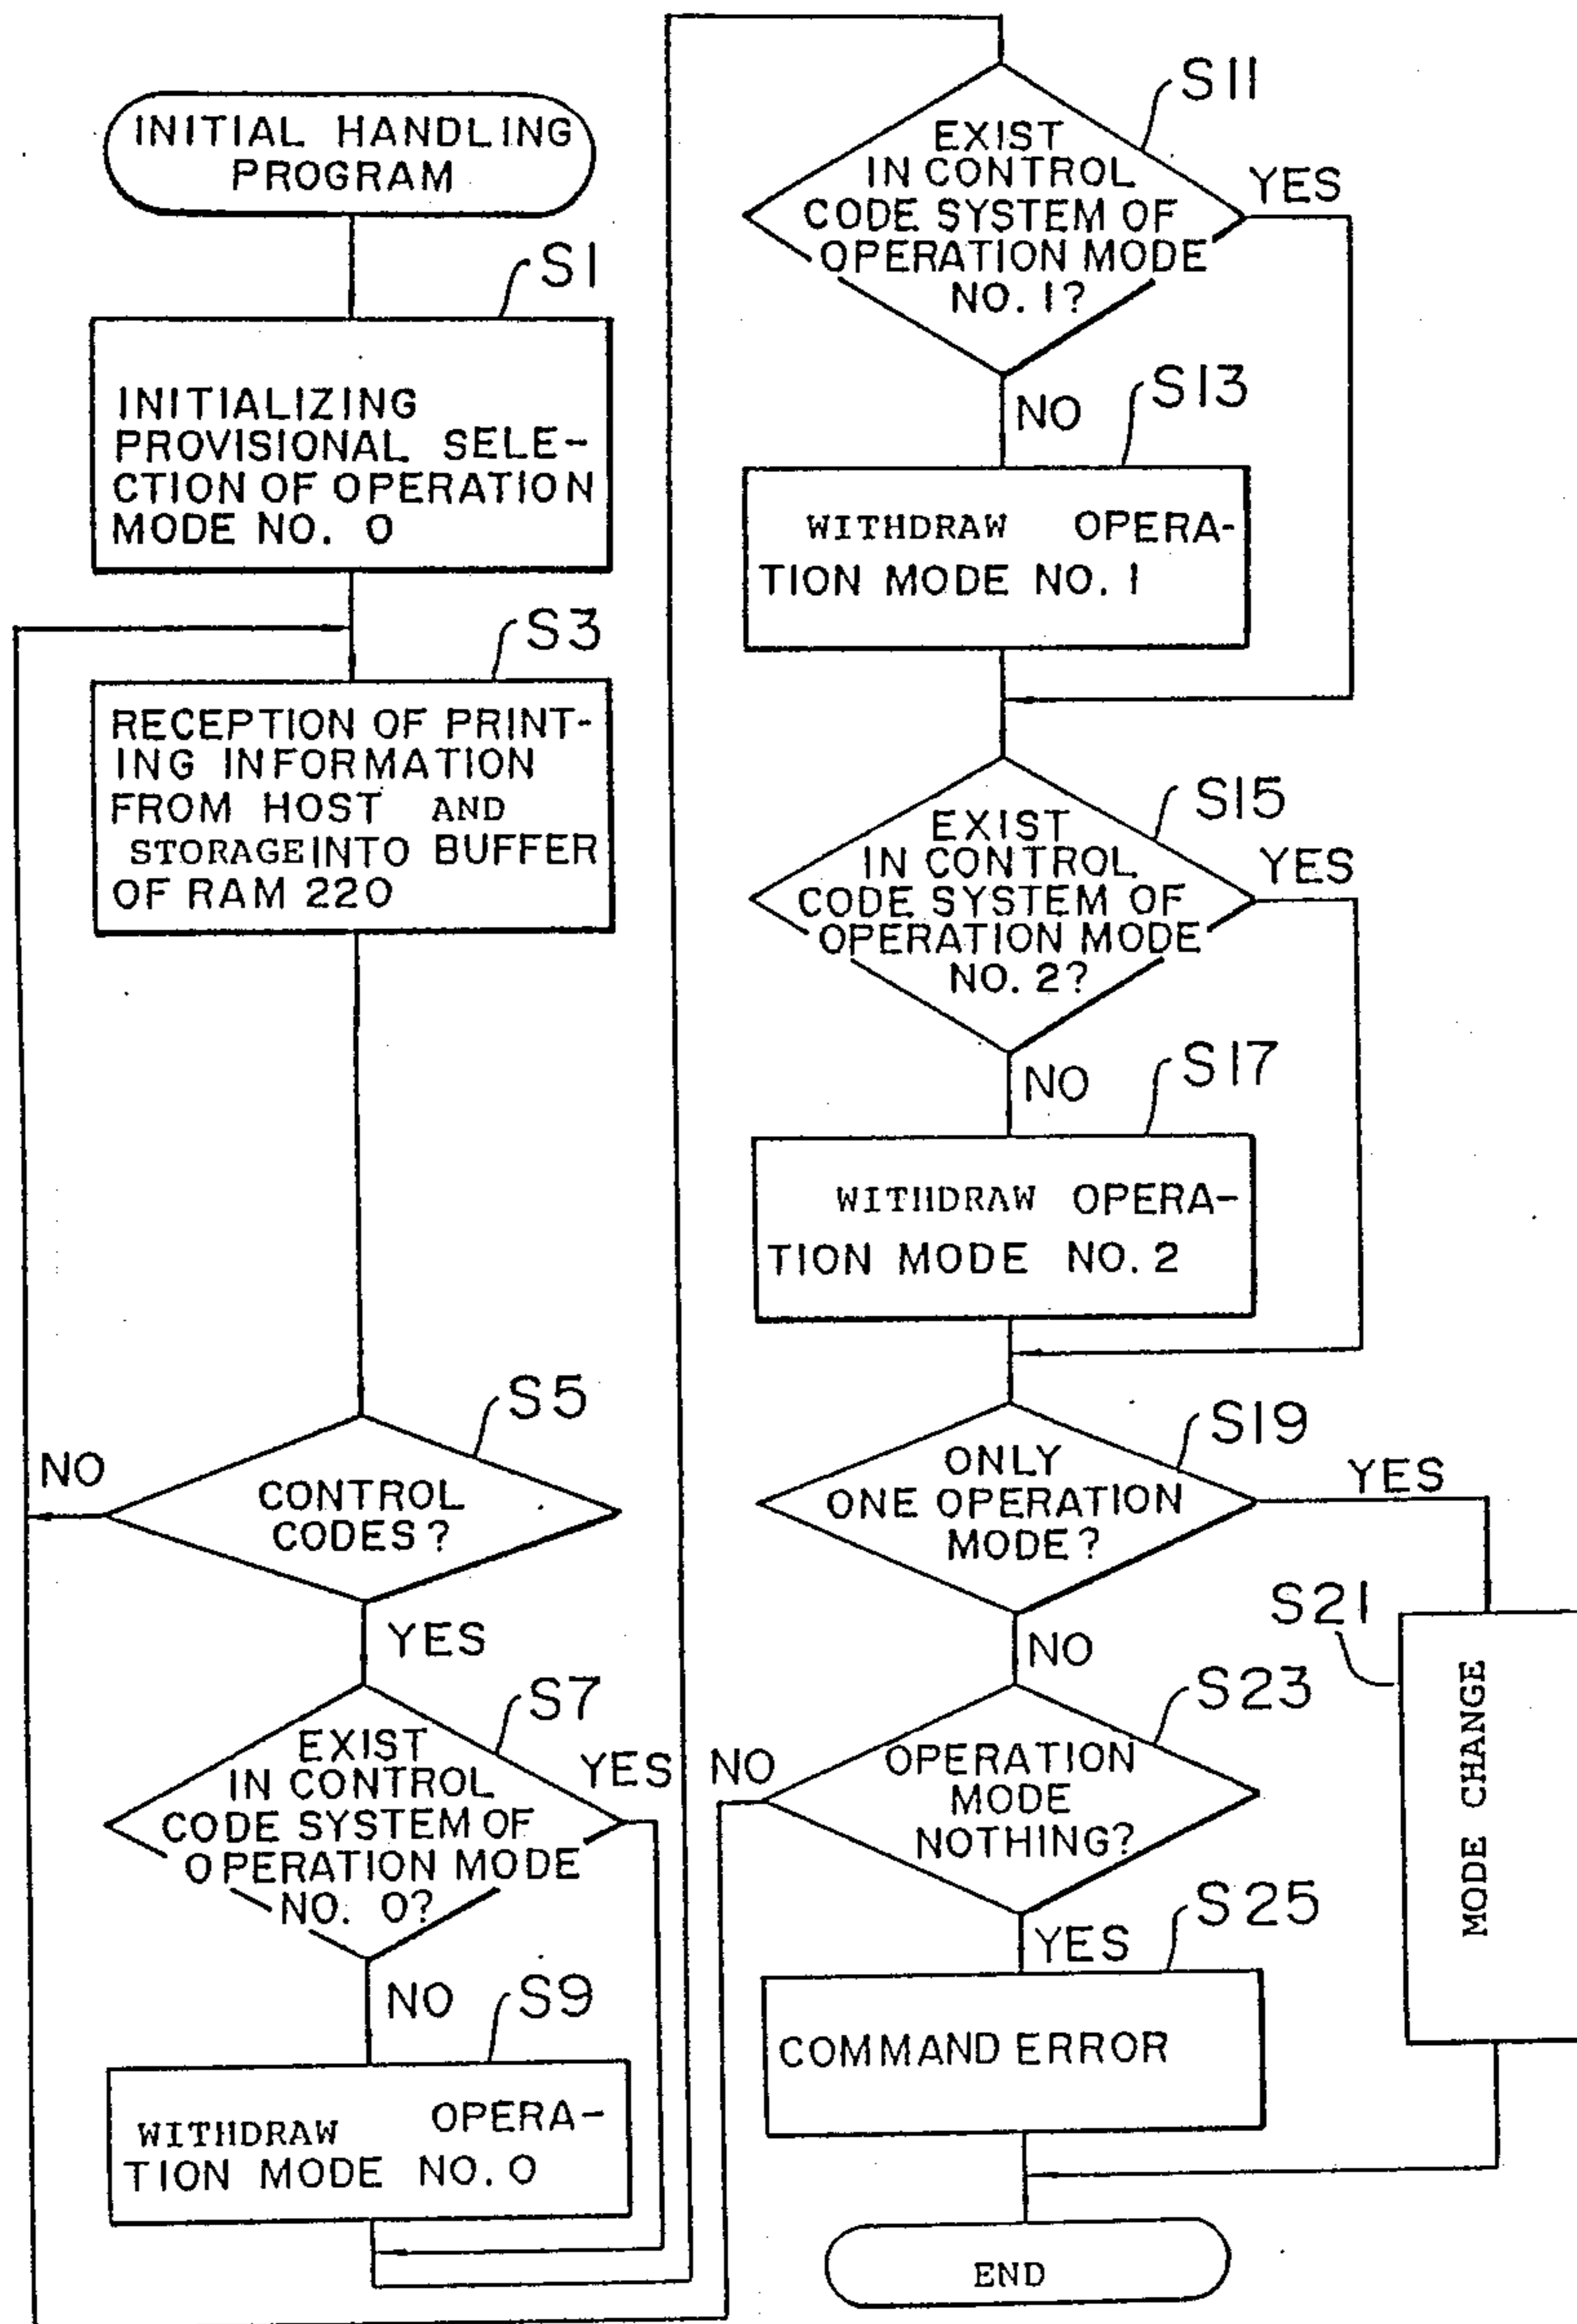 INITIAL HANDLING
PROGRAM
S1
INITIALIZING
PROVISIONAL SELE-
CTION OF OPERATION
MODE NO. 0
S3
RECEPTION OF PRINT-
ING INFORMATION
FROM HOST AND
STORAGE INTO BUFFER
OF RAM 220
S5
NO
CONTROL
CODES?
YES
S7
EXIST
IN CONTROL
CODE SYSTEM OF
OPERATION MODE
NO. 0?
YES
NO
S9
WITHDRAW OPERA-
TION MODE NO. 0
S11
EXIST
IN CONTROL
CODE SYSTEM OF
OPERATION MODE
NO. 1?
YES
NO
S13
WITHDRAW OPERA-
TION MODE NO. 1
S15
EXIST
IN CONTROL
CODE SYSTEM OF
OPERATION MODE
NO. 2?
YES
NO
S17
WITHDRAW OPERA-
TION MODE NO. 2
S19
ONLY
ONE OPERATION
MODE?
YES
NO
S21
MODE CHANGE
S23
NO
OPERATION
MODE
NOTHING?
YES
S25
COMMAND ERROR
END